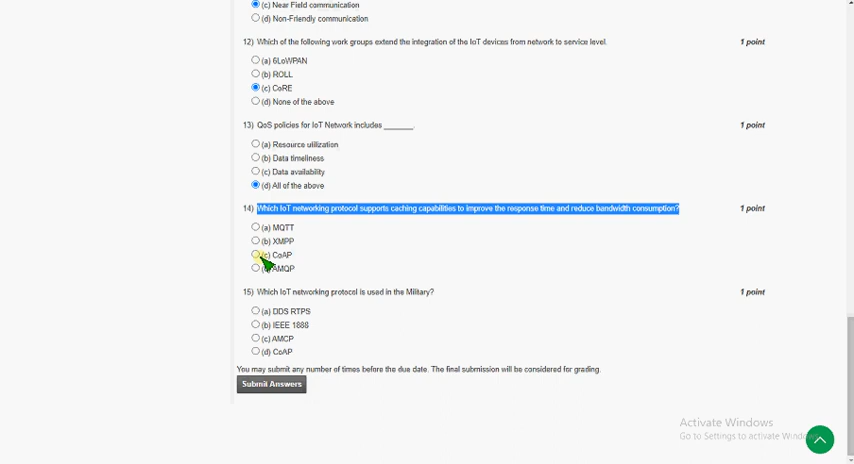 (c) Near Field communication
(d) Non-Friendly communication
12) Which of the following work groups extend the integration of the IoT devices from network to service level. 1 point
(a) 6LoWPAN
(b) ROLL
(c) CoRE
(d) None of the above
13) QoS policies for IoT Network includes _______. 1 point
(a) Resource utilization
(b) Data timeliness
(c) Data availability
(d) All of the above
14) Which IoT networking protocol supports caching capabilities to improve the response time and reduce bandwidth consumption? 1 point
(a) MQTT
(b) XMPP
(c) CoAP
AMQP
15) Which IoT networking protocol is used in the Military? 1 point
(a) DDS RTPS
(b) IEEE 1888
(c) AMCP
(d) CoAP
You may submit any number of times before the due date. The final submission will be considered for grading.
Submit Answers
Activate Windows
Go to Settings to activate Windows